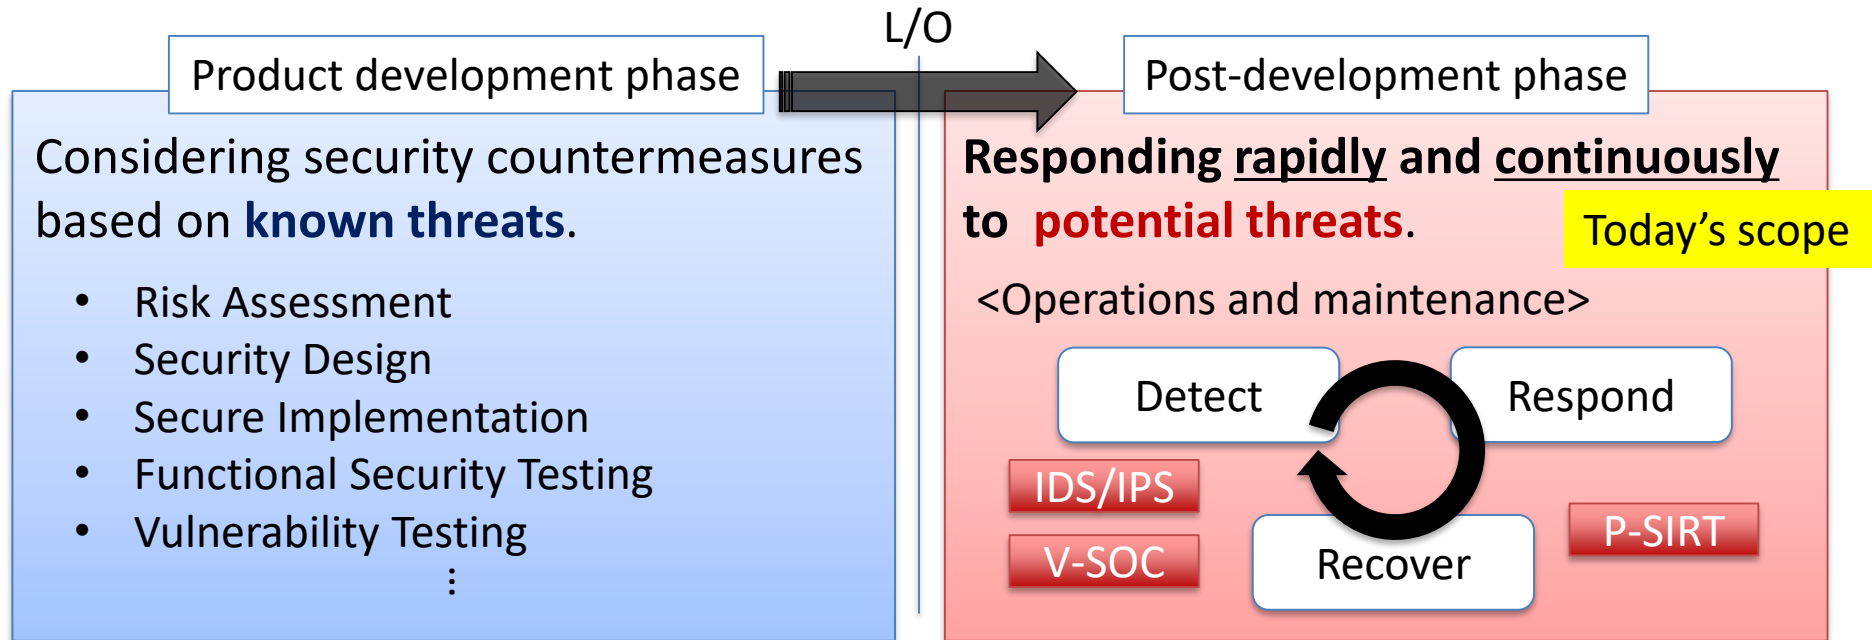 L/O
Product development phase
Considering security countermeasures
based on known threats.
• Risk Assessment
• Security Design
• Secure Implementation
• Functional Security Testing
• Vulnerability Testing
⋮
Post-development phase
Responding rapidly and continuously
to potential threats.
Today’s scope
<Operations and maintenance>
Detect
Respond
IDS/IPS
V-SOC
Recover
P-SIRT